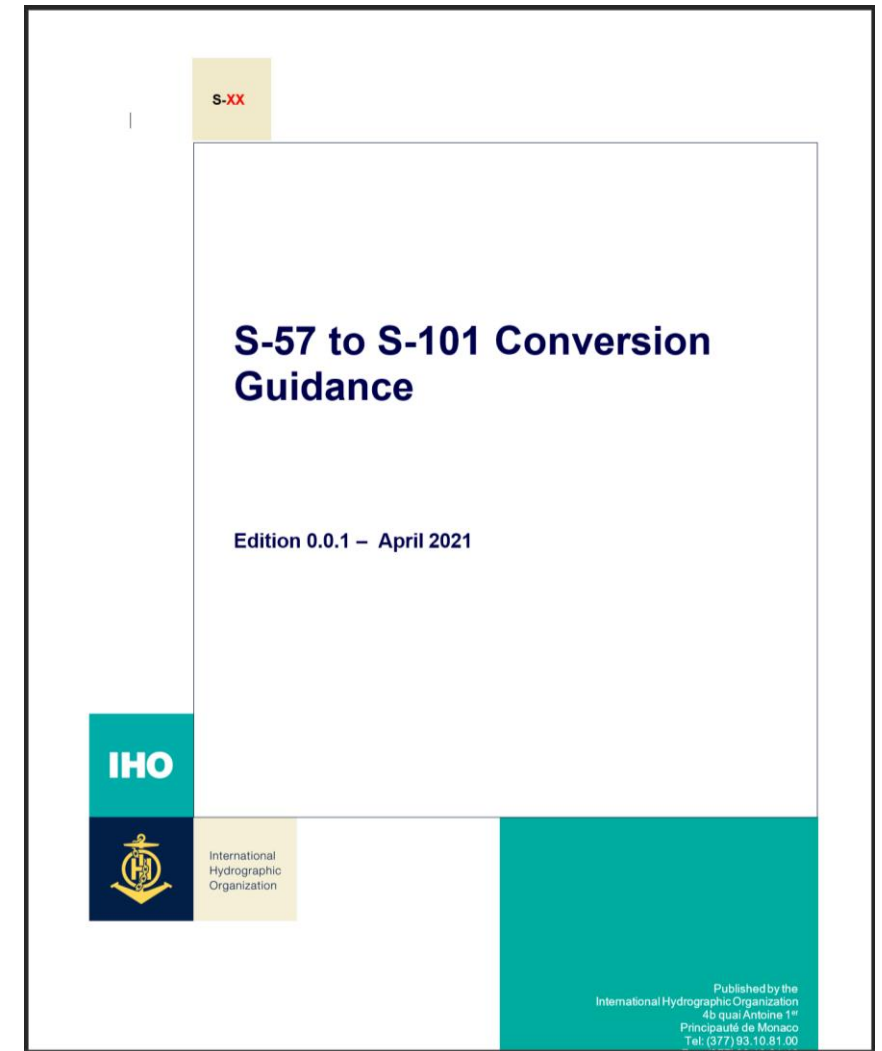 S-XX
S-57 to S-101 Conversion
Guidance
Edition 0.0.1 – April 2021
IHO
International
Hydrographic
Organization
Published by the
International Hydrographic Organization
4b quai Antoine 1er
Principauté de Monaco
Tel: (377) 93.10.81.00